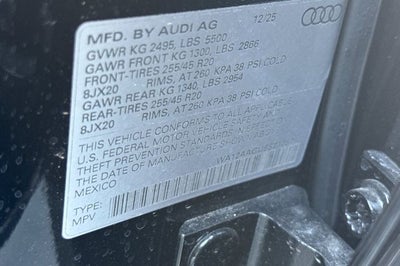 MFD. BY AUDI AG 12/25
GVWR KG 2495, LBS 5500
GAWR FRONT KG 1300, LBS 2866
FRONT-TIRES 255/45 R20
8JX20 RIMS, AT 260 KPA 38 PSI-COLD
GAWR REAR KG 1340, LBS 2954
REAR-TIRES 255/45 R20
8JX20 RIMS, AT 260 KPA 38 PSI-COLD
THIS VEHICLE CONFORMS TO ALL APPLICABLE
U.S. FEDERAL MOTOR VEHICLE SAFETY
THEFT PREVENTION STANDARDS
THE DATE OF MANUFACTURE SHOWN
MEXICO
TYPE:
MPV